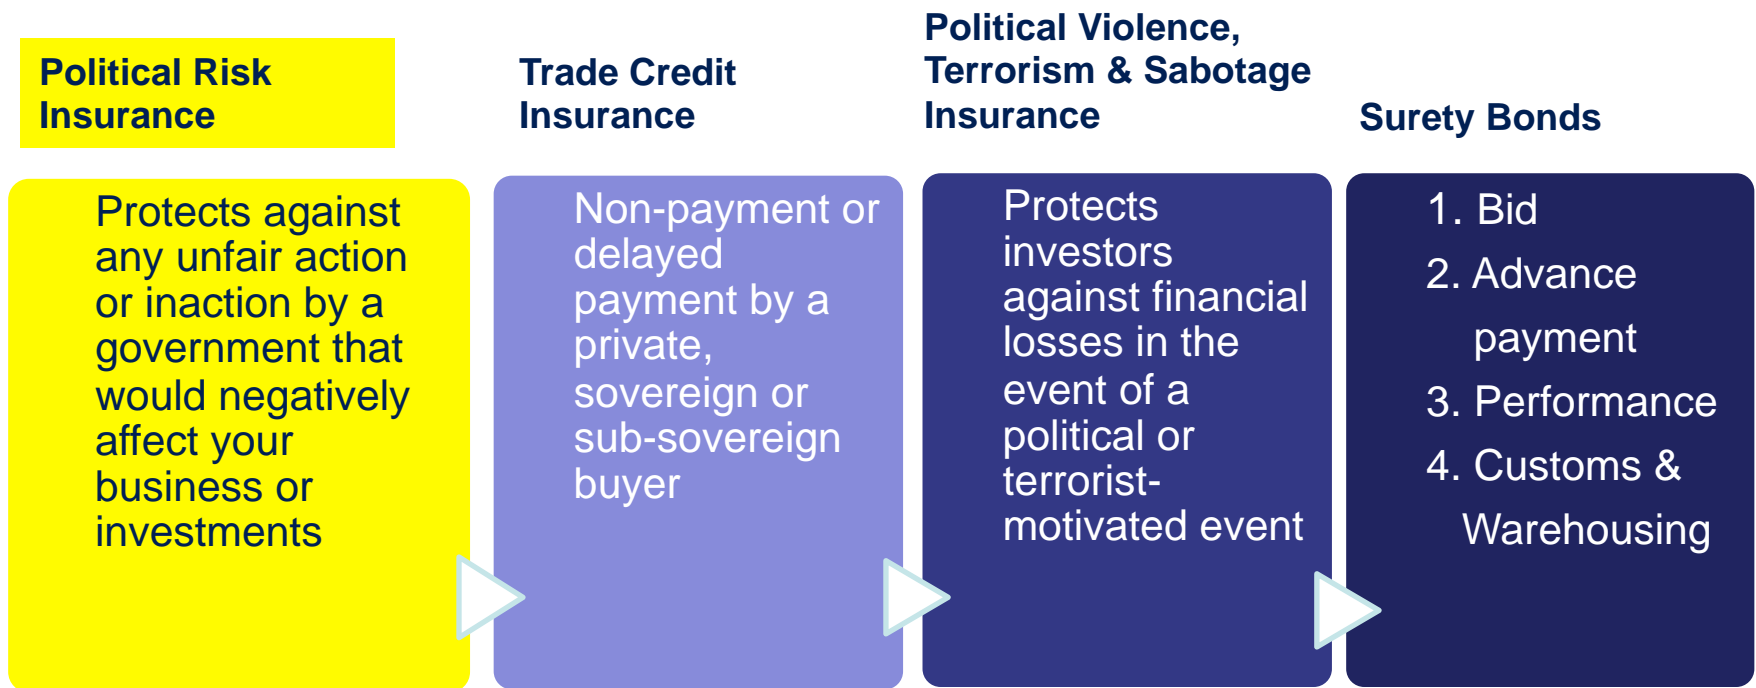 Political Risk
Insurance
Protects against
any unfair action
or inaction by a
government that
would negatively
affect your
business or
investments
Trade Credit
Insurance
Non-payment or
delayed
payment by a
private,
sovereign or
sub-sovereign
buyer
Political Violence,
Terrorism & Sabotage
Insurance
Protects
investors
against financial
losses in the
event of a
political or
terrorist-
motivated event
Surety Bonds
1. Bid
2. Advance
payment
3. Performance
4. Customs &
Warehousing